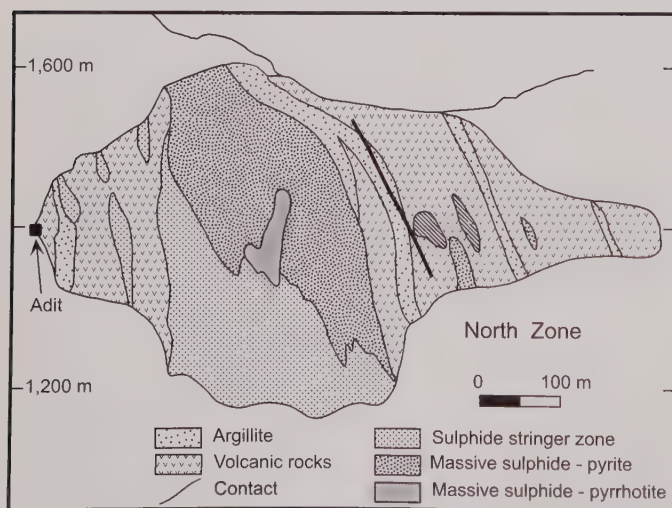 1,600 m
Adit
North Zone
1,200 m
0 100 m
Argillite
Volcanic rocks
Contact
Sulphide stringer zone
Massive sulphide - pyrite
Massive sulphide - pyrrhotite